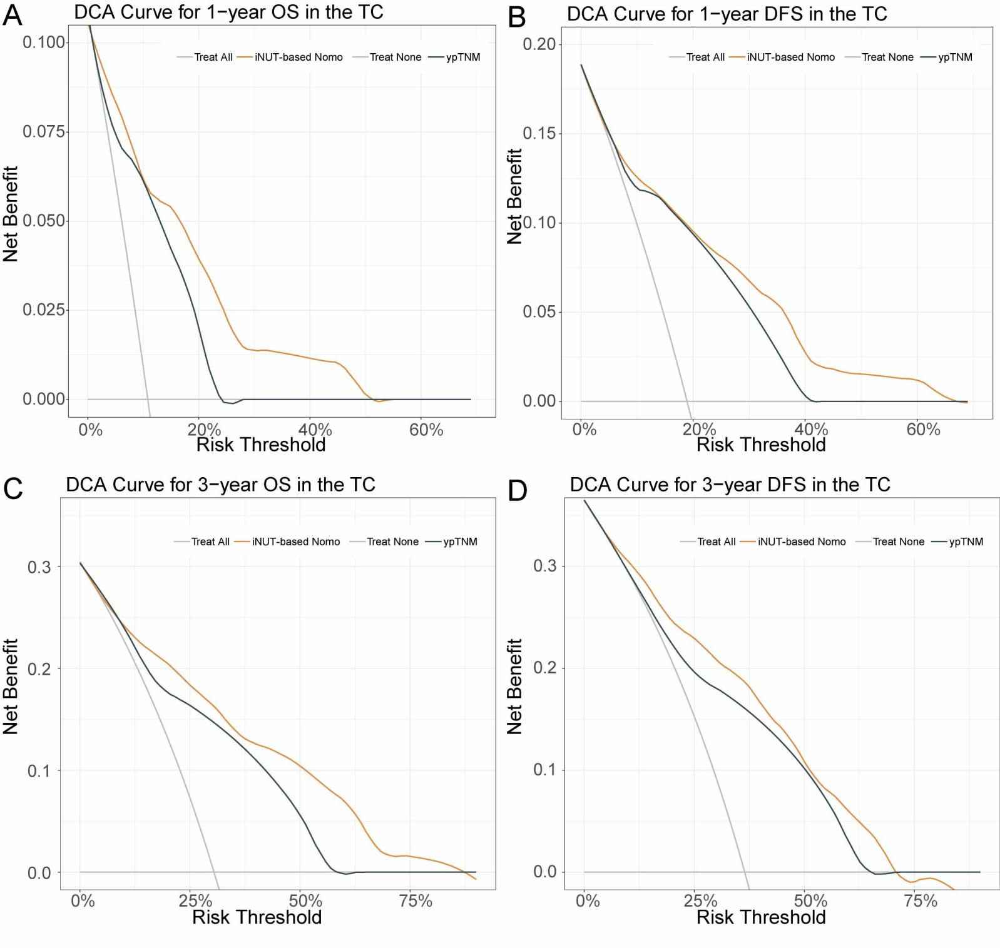 A
DCA Curve for 1−year OS in the TC
Treat All iNUT-based Nomo Treat None ypTNM
Net Benefit
0.100
0.075
0.050
0.025
0.000
0% 20% 40% 60%
Risk Threshold
B
DCA Curve for 1−year DFS in the TC
Treat All iNUT-based Nomo Treat None ypTNM
Net Benefit
0.20
0.15
0.10
0.05
0.00
0% 20% 40% 60%
Risk Threshold
C
DCA Curve for 3−year OS in the TC
Treat All iNUT-based Nomo Treat None ypTNM
Net Benefit
0.3
0.2
0.1
0.0
0% 25% 50% 75%
Risk Threshold
D
DCA Curve for 3−year DFS in the TC
Treat All iNUT-based Nomo Treat None ypTNM
Net Benefit
0.3
0.2
0.1
0.0
0% 25% 50% 75%
Risk Threshold